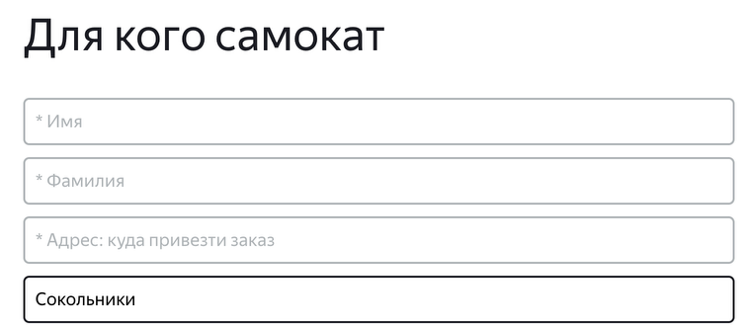 Для кого самокат
* Имя
* Фамилия
* Адрес: куда привезти заказ
Сокольники